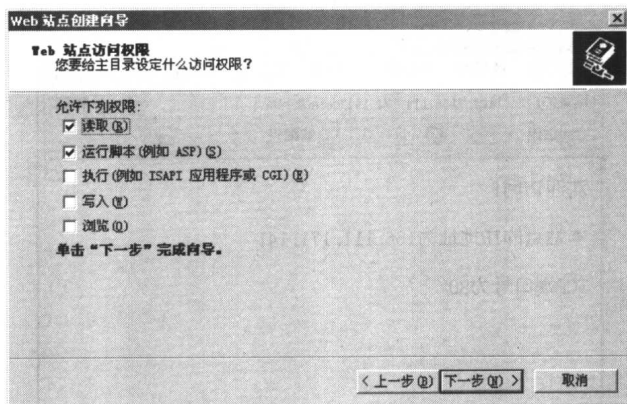 Web 站点创建向导
Web 站点访问权限
您要给主目录设定什么访问权限?
允许下列权限:
读取(R)
运行脚本(例如 ASP)(S)
执行(例如 ISAPI 应用程序或 CGI)(E)
写入(W)
浏览(O)
单击“下一步”完成向导。
< 上一步(B) 下一步(N) > 取消